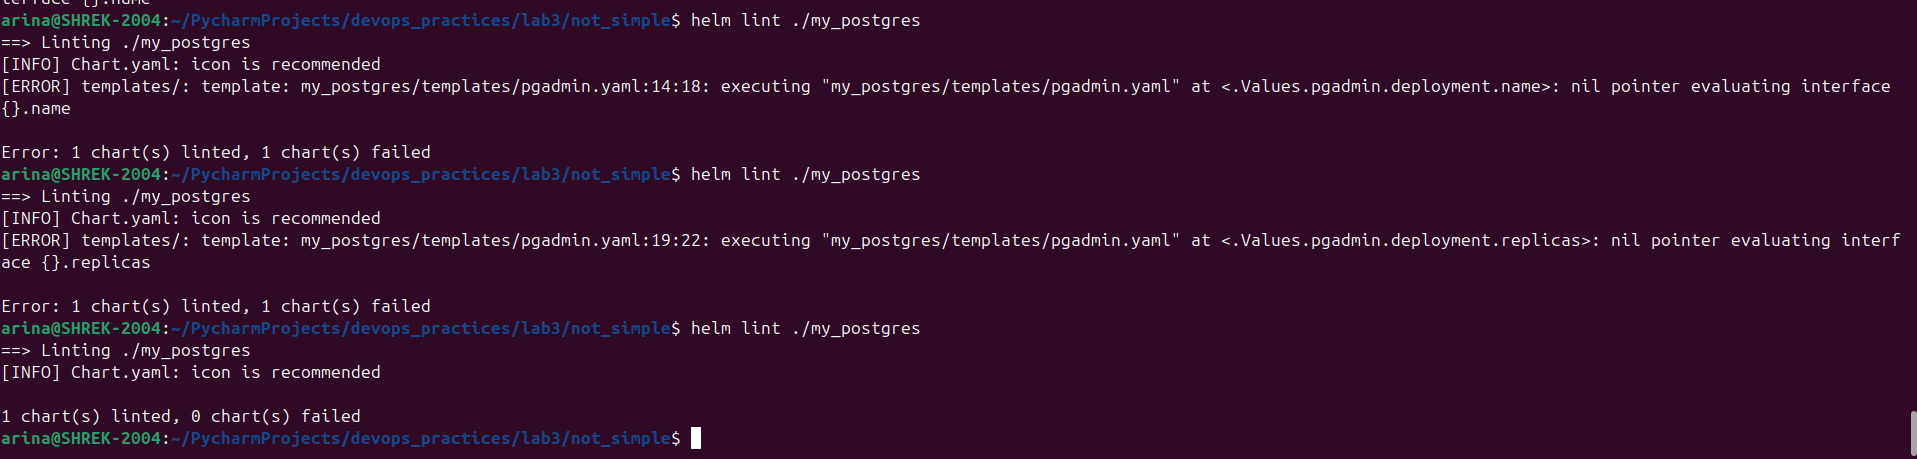 terface {}.name
arina@SHREK-2004:~/PycharmProjects/devops_practices/lab3/not_simple$ helm lint ./my_postgres
==> Linting ./my_postgres
[INFO] Chart.yaml: icon is recommended
[ERROR] templates/: template: my_postgres/templates/pgadmin.yaml:14:18: executing "my_postgres/templates/pgadmin.yaml" at <.Values.pgadmin.deployment.name>: nil pointer evaluating interface
{}.name
Error: 1 chart(s) linted, 1 chart(s) failed
arina@SHREK-2004:~/PycharmProjects/devops_practices/lab3/not_simple$ helm lint ./my_postgres
==> Linting ./my_postgres
[INFO] Chart.yaml: icon is recommended
[ERROR] templates/: template: my_postgres/templates/pgadmin.yaml:19:22: executing "my_postgres/templates/pgadmin.yaml" at <.Values.pgadmin.deployment.replicas>: nil pointer evaluating interf
ace {}.replicas
Error: 1 chart(s) linted, 1 chart(s) failed
arina@SHREK-2004:~/PycharmProjects/devops_practices/lab3/not_simple$ helm lint ./my_postgres
==> Linting ./my_postgres
[INFO] Chart.yaml: icon is recommended
1 chart(s) linted, 0 chart(s) failed
arina@SHREK-2004:~/PycharmProjects/devops_practices/lab3/not_simple$